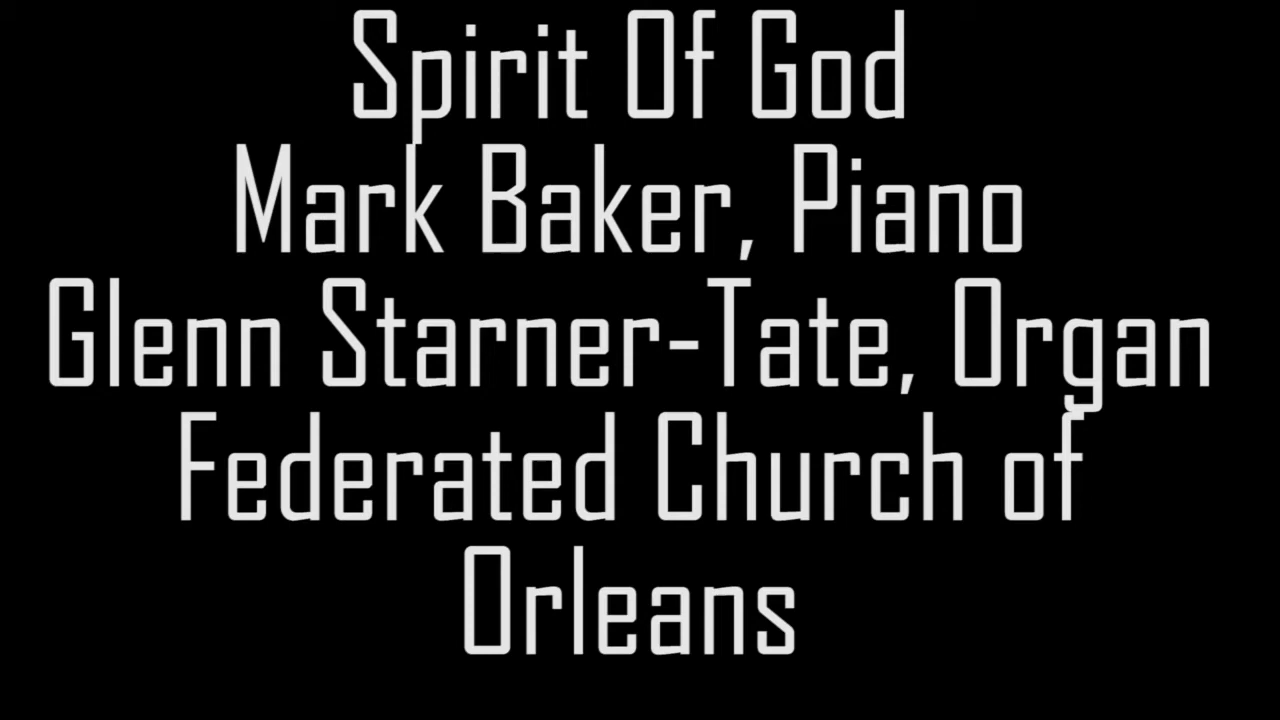 Spirit Of God
Mark Baker, Piano
Glenn Starner-Tate, Organ
Federated Church of
Orleans